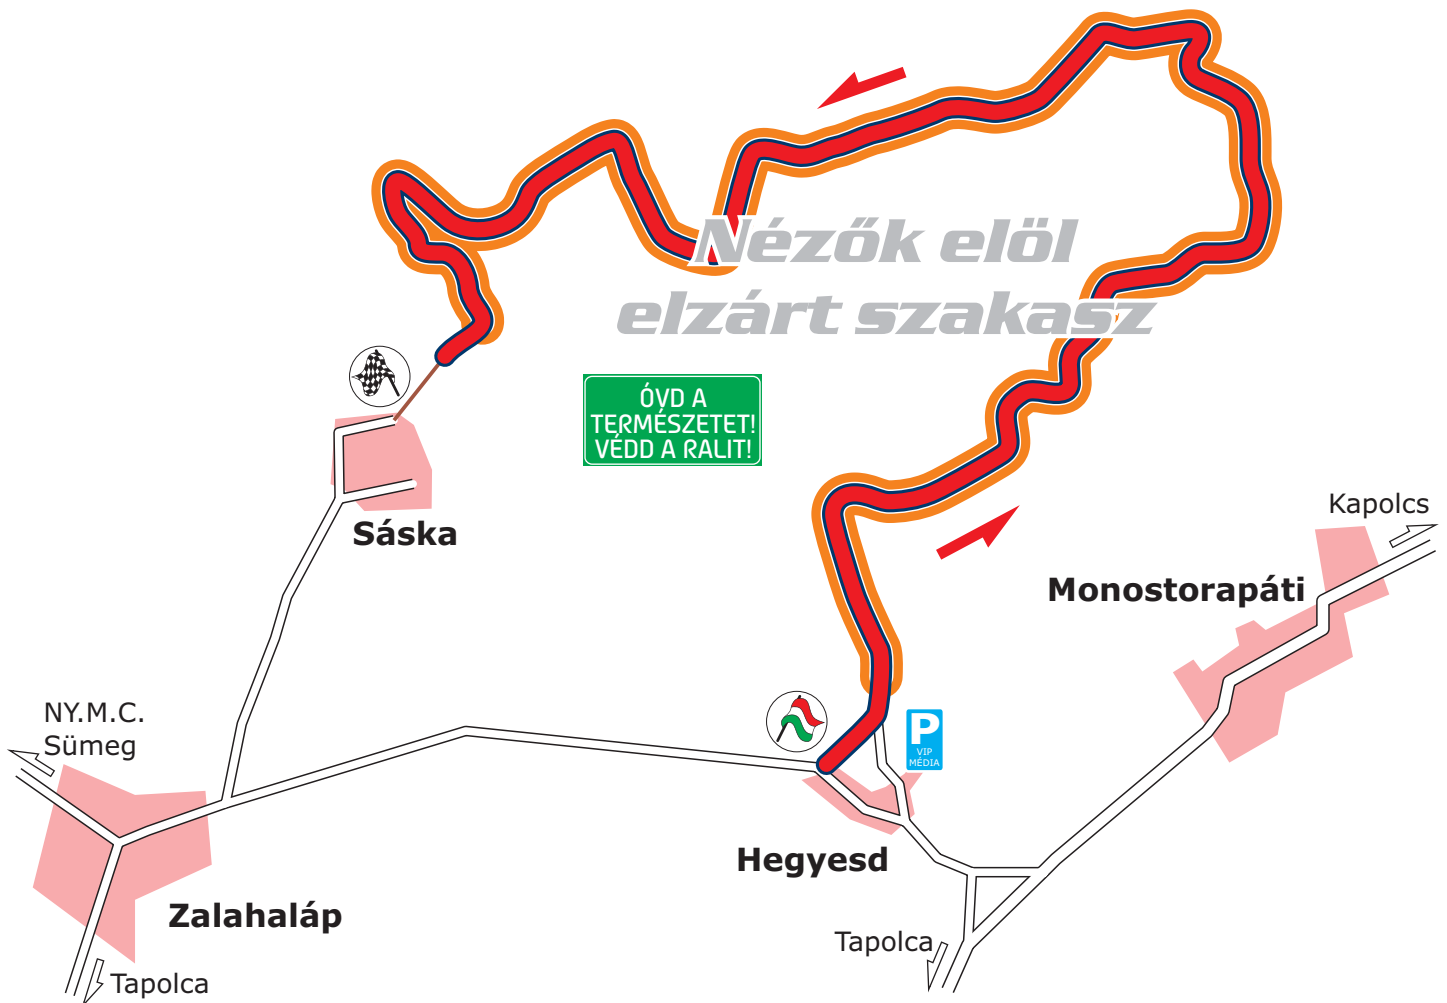 Nézők elöl
elzárt szakasz
ÓVD A
TERMÉSZETET!
VÉDD A RALIT!
Kapolcs
Sáska
Monostorapáti
NY.M.C.
Sümeg
P
VIP
MÉDIA
Hegyesd
Zalahaláp
Tapolca
Tapolca